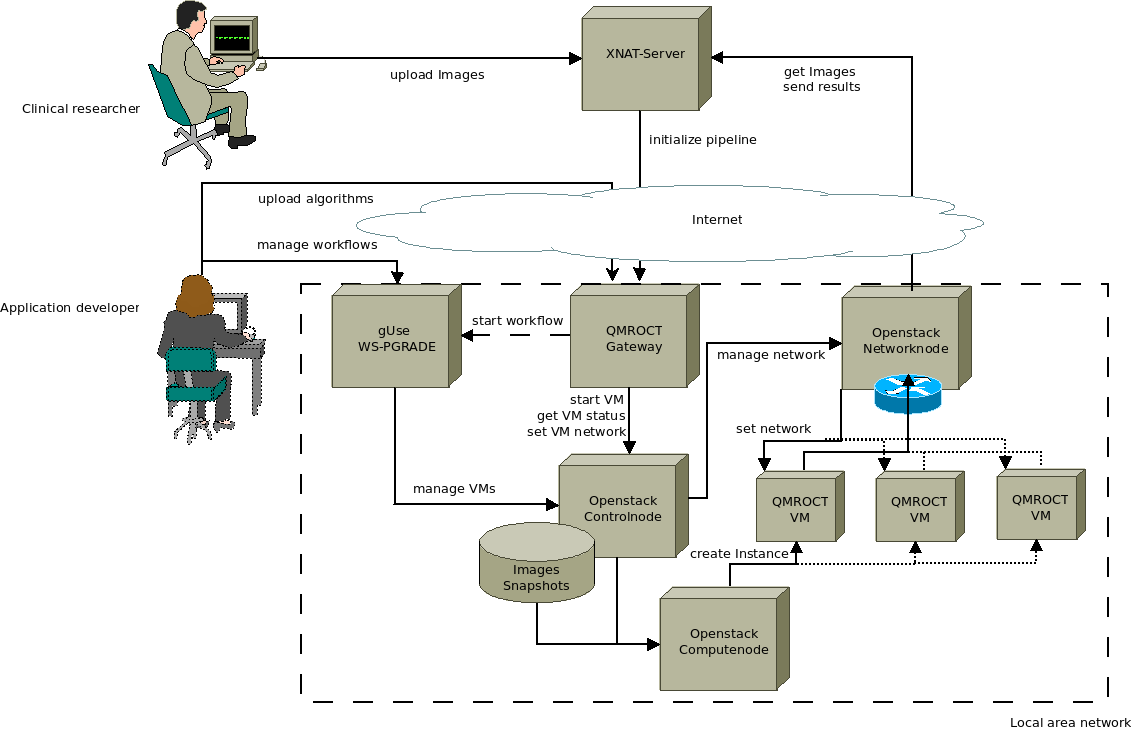 XNAT-Server
upload Images
get Images
send results
Clinical researcher
initialize pipeline
upload algorithms
Internet
manage workflows
Application developer
gUse
WS-PGRADE
start workflow
QMROCT
Gateway
Openstack
Networknode
manage network
start VM
get VM status
set VM network
set network
manage VMs
Openstack
Controlnode
QMROCT
VM
QMROCT
VM
QMROCT
VM
create Instance
Images
Snapshots
Openstack
Computenode
Local area network